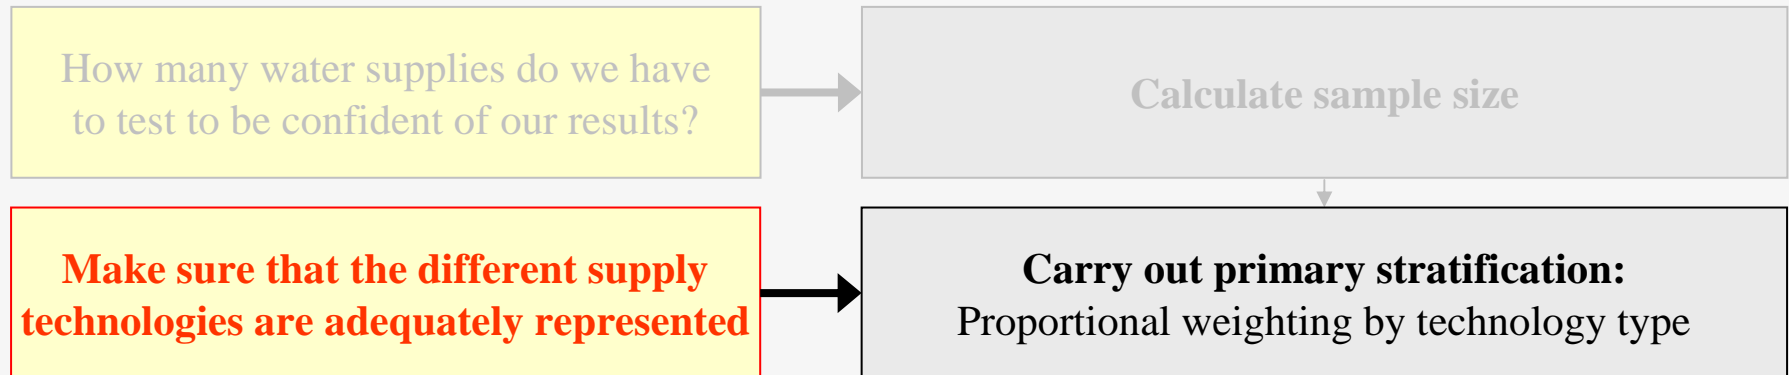 How many water supplies do we have
to test to be confident of our results?
Calculate sample size
Make sure that the different supply
technologies are adequately represented
Carry out primary stratification:
Proportional weighting by technology type